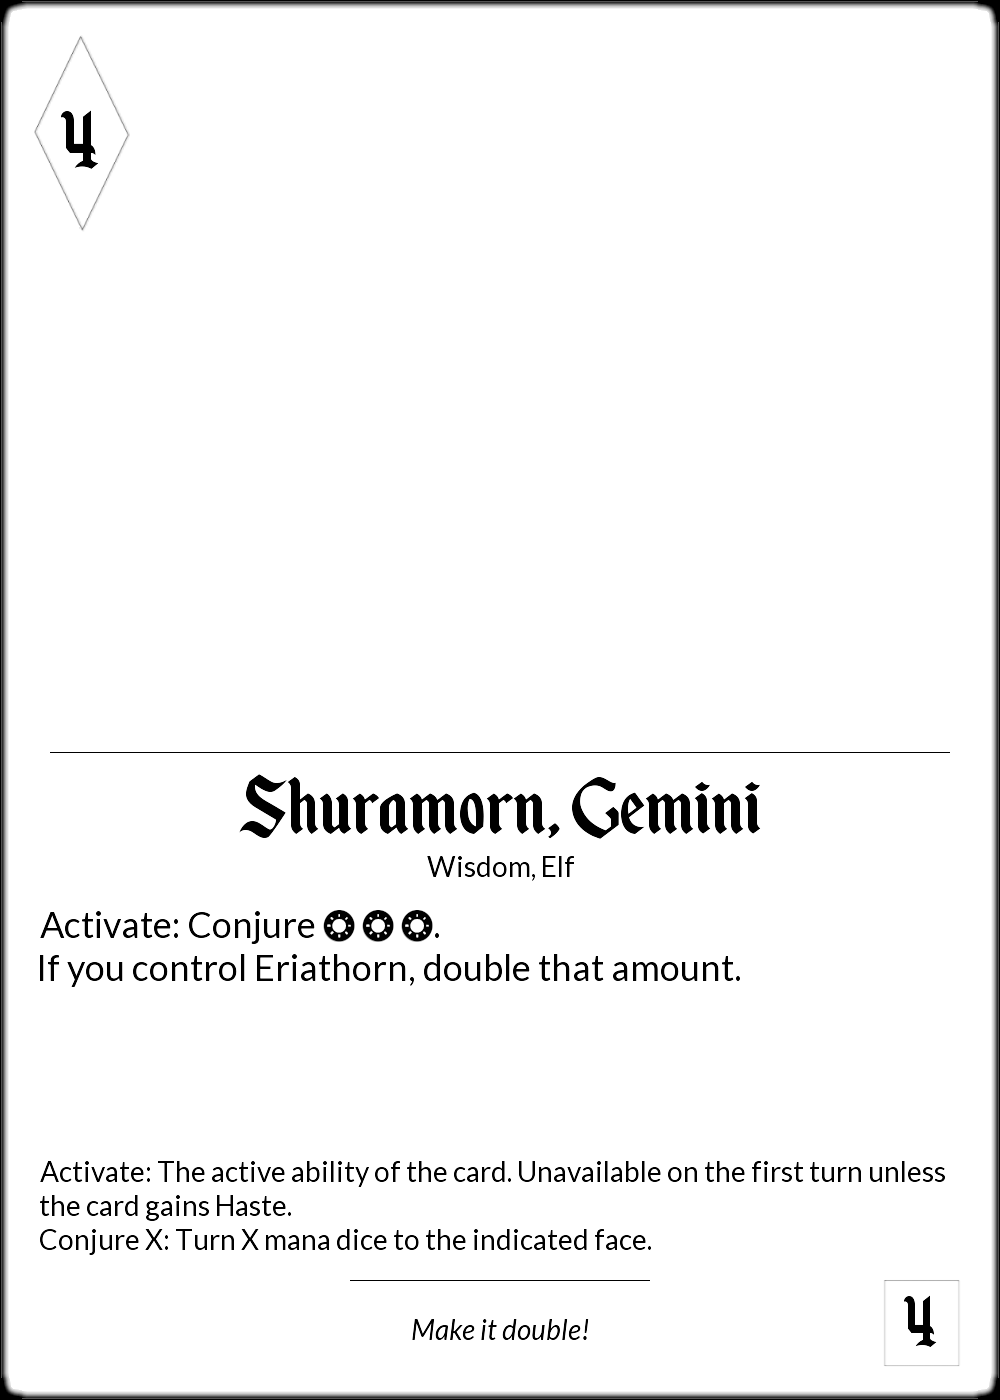 4
Shuramorn, Gemini
Wisdom, Elf
Activate: Conjure .
If you control Eriathorn, double that amount.
Activate: The active ability of the card. Unavailable on the first turn unless
the card gains Haste.
Conjure X: Turn X mana dice to the indicated face.
Make it double!
4